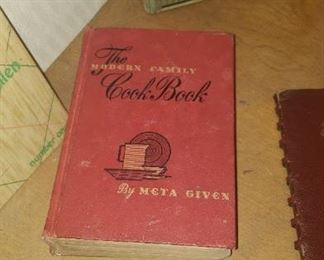 The
MODERN FAMILY
Cook Book
By META GIVEN